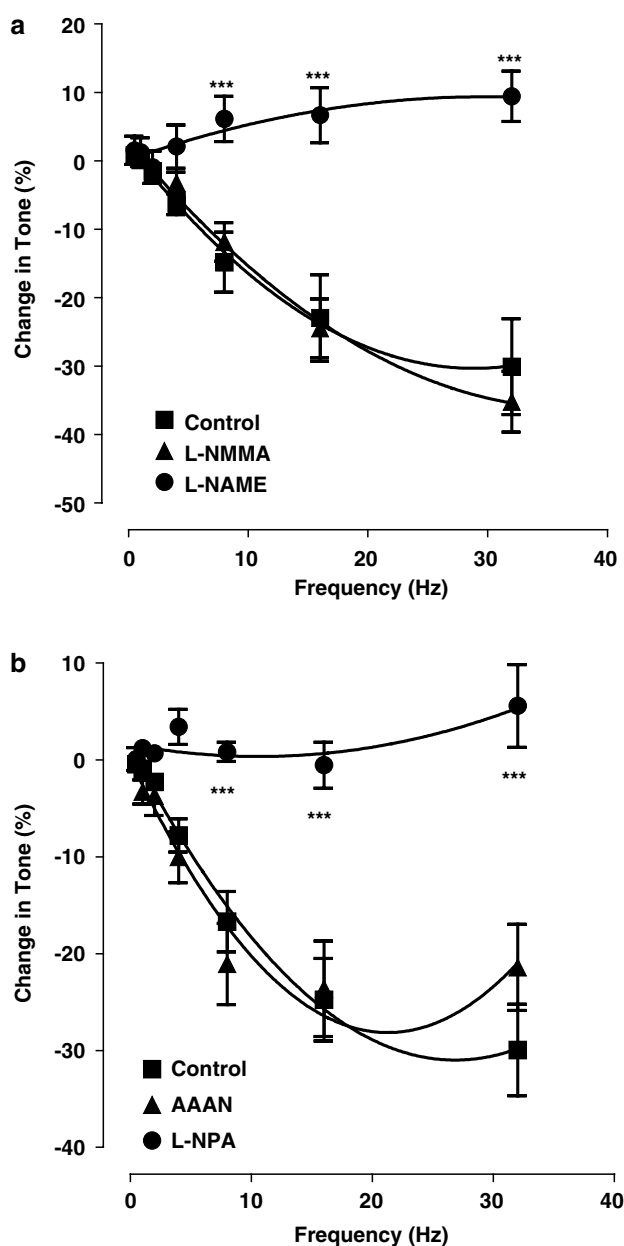 a
20
10
0
-10
-20
-30
-40
-50
Change in Tone (%)
***
***
***
Control
L-NMMA
L-NAME
0 10 20 30 40
Frequency (Hz)
b
10
0
-10
-20
-30
-40
Change in Tone (%)
***
***
***
Control
AAAN
L-NPA
0 10 20 30 40
Frequency (Hz)